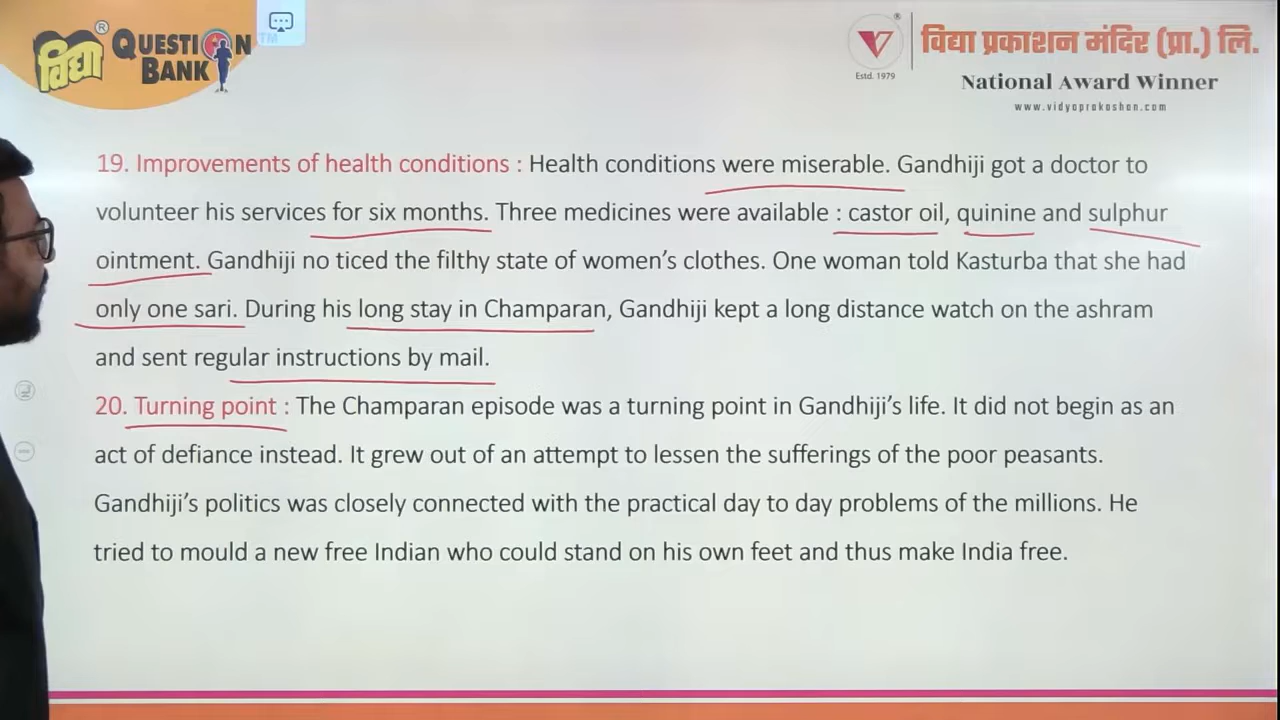 विद्या QUESTION BANK ®
TM
®
Estd. 1979
विद्या प्रकाशन मंदिर (प्रा.) लि.
National Award Winner
www.vidyaprakashan.com
19. Improvements of health conditions : Health conditions were miserable. Gandhiji got a doctor to
volunteer his services for six months. Three medicines were available : castor oil, quinine and sulphur
ointment. Gandhiji no ticed the filthy state of women’s clothes. One woman told Kasturba that she had
only one sari. During his long stay in Champaran, Gandhiji kept a long distance watch on the ashram
and sent regular instructions by mail.
20. Turning point : The Champaran episode was a turning point in Gandhiji’s life. It did not begin as an
act of defiance instead. It grew out of an attempt to lessen the sufferings of the poor peasants.
Gandhiji’s politics was closely connected with the practical day to day problems of the millions. He
tried to mould a new free Indian who could stand on his own feet and thus make India free.